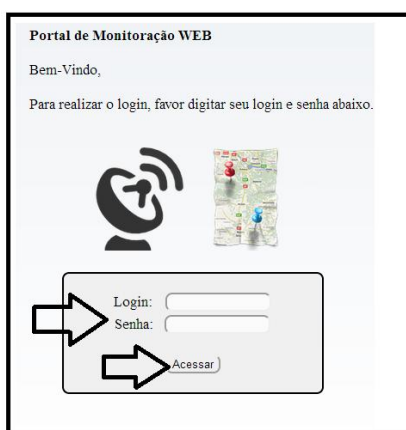 Portal de Monitoração WEB
Bem-Vindo,
Para realizar o login, favor digitar seu login e senha abaixo.
Login:
Senha:
Acessar